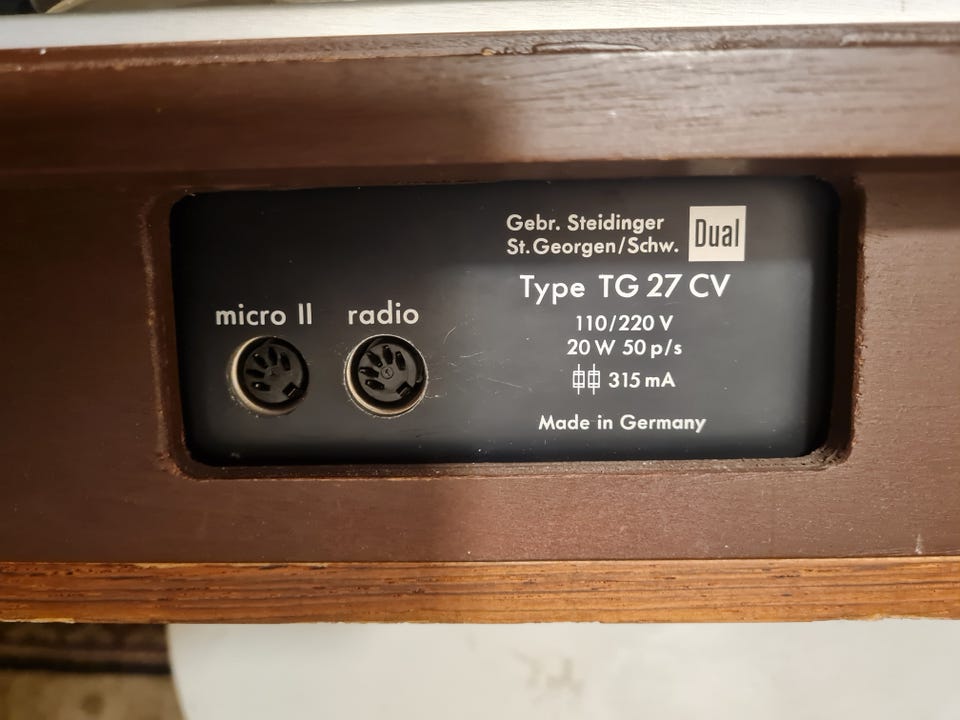 Gebr. Steidinger
St. Georgen/Schw.
Dual
Type TG 27 CV
110/220 V
20 W 50 p/s
315 mA
Made in Germany
micro II
radio